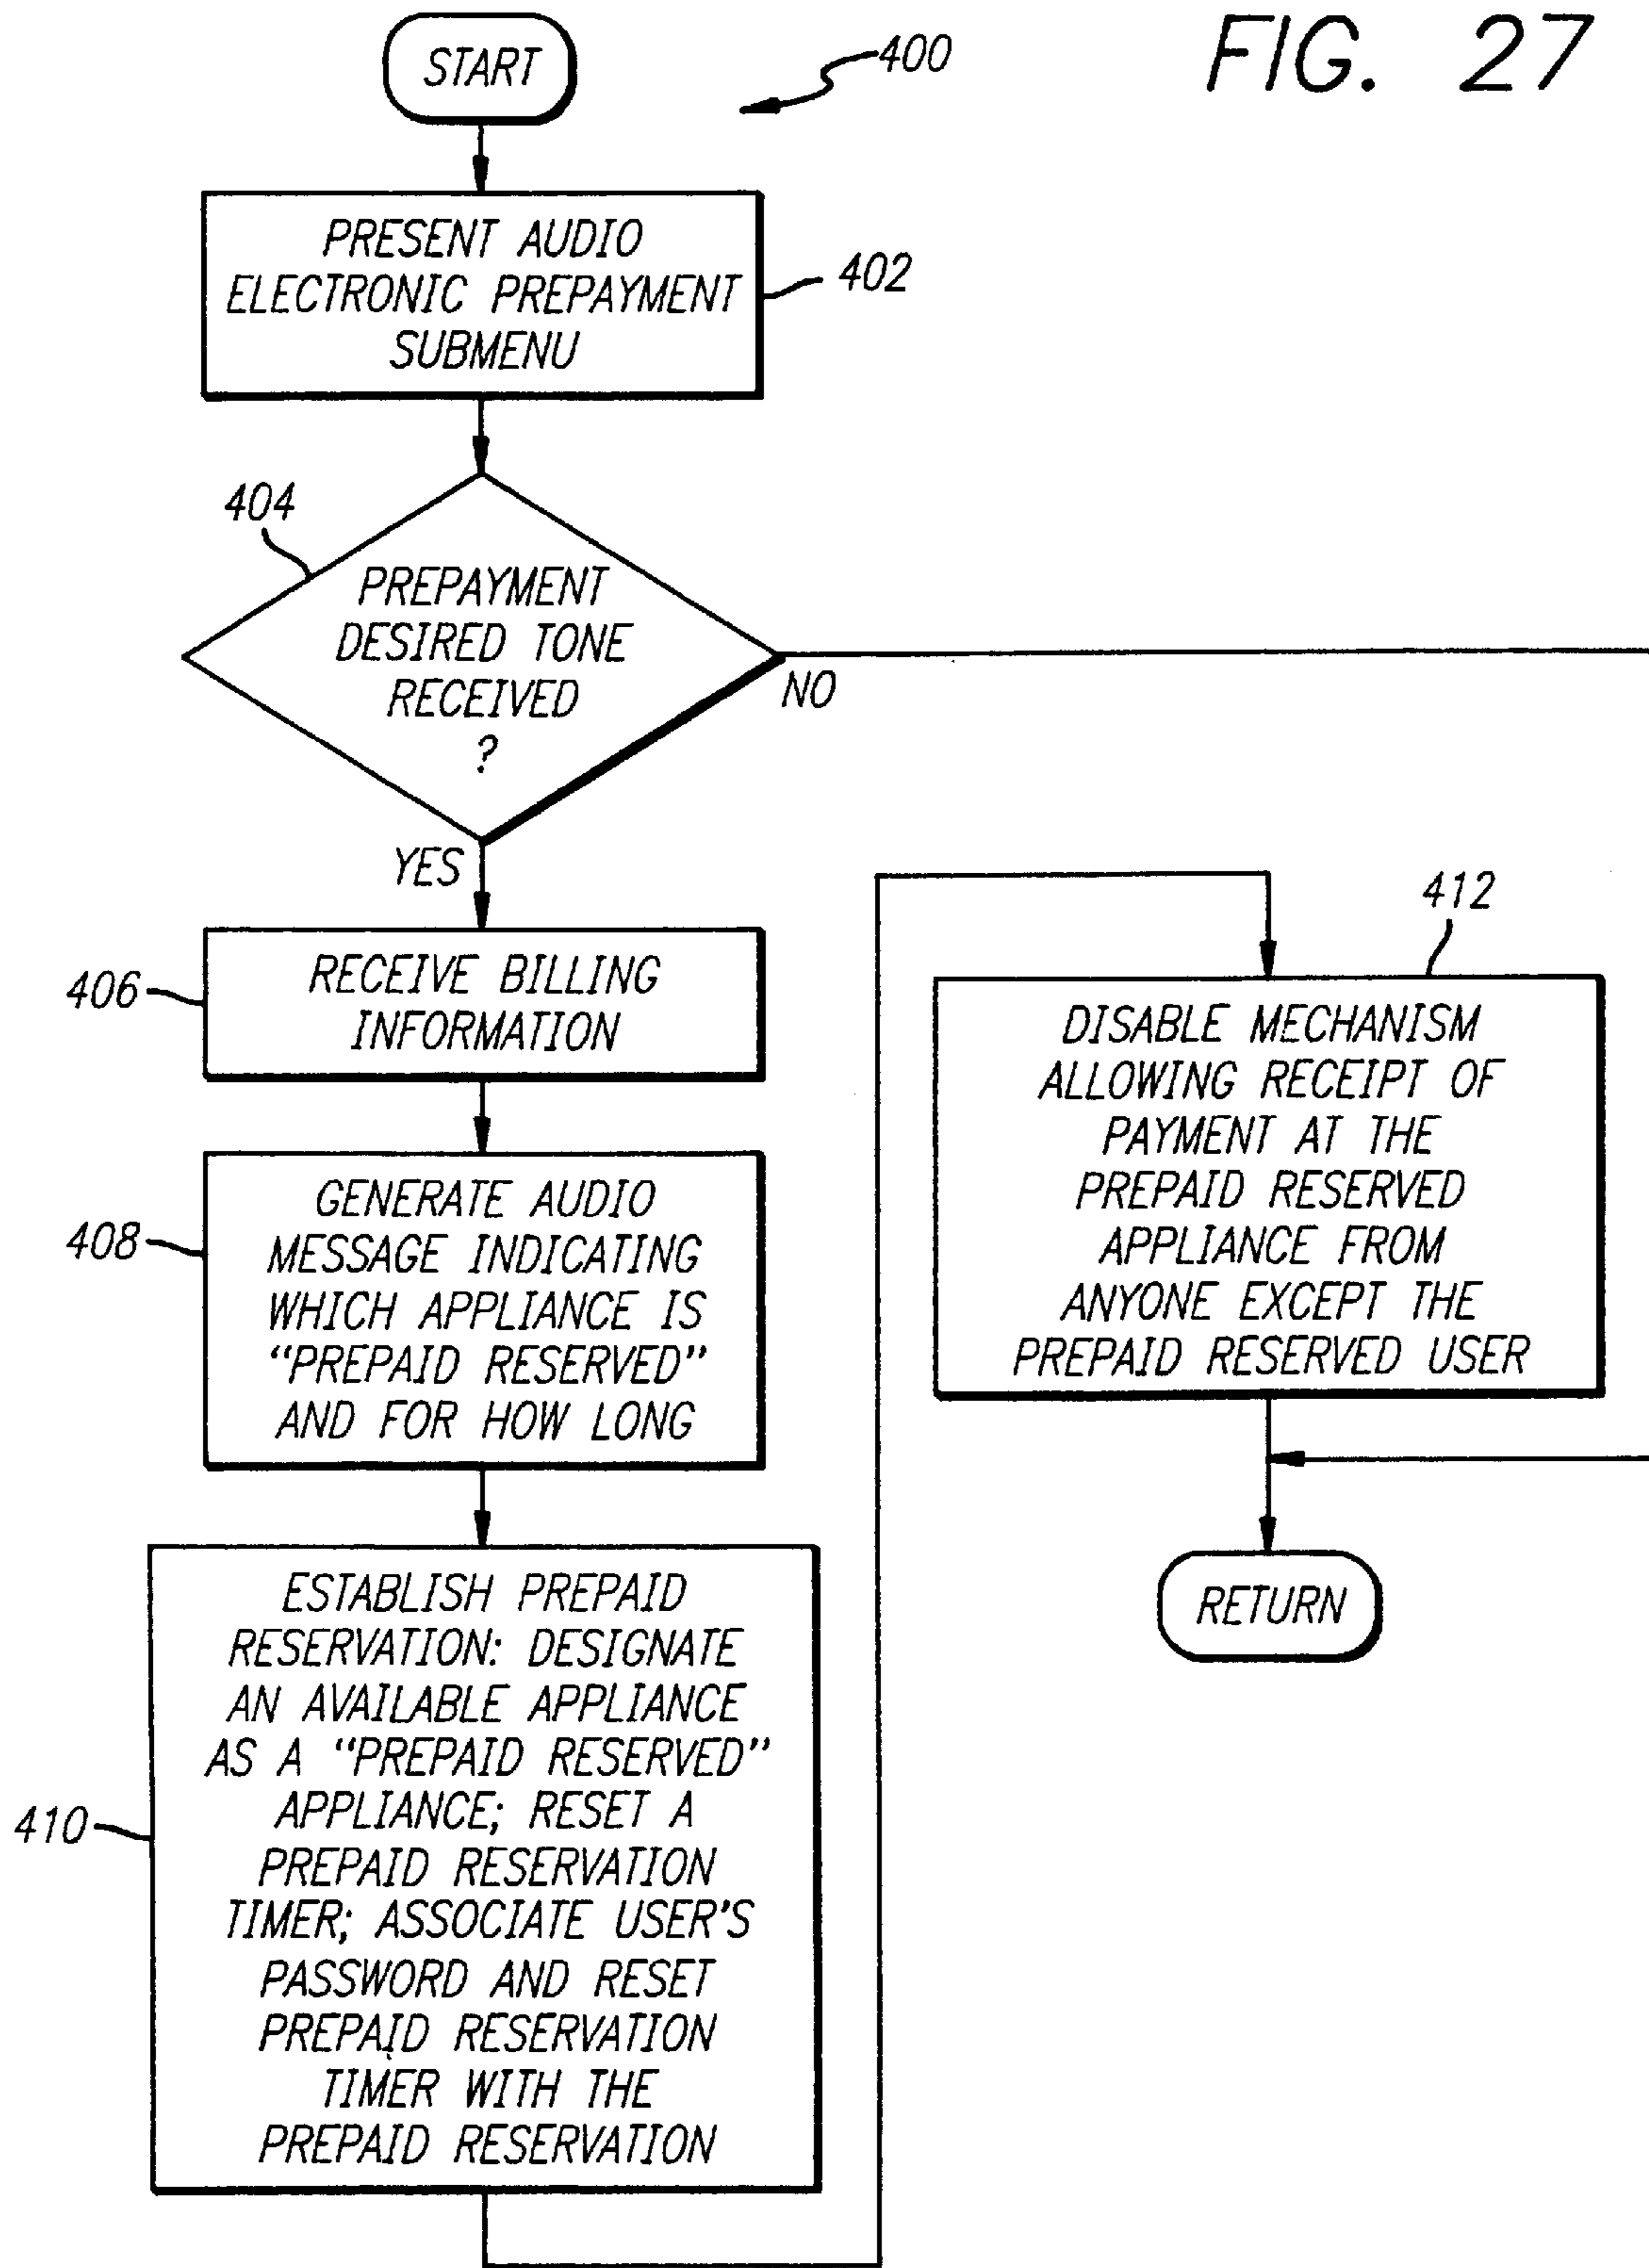 FIG. 27
START
400
PRESENT AUDIO
ELECTRONIC PREPAYMENT
SUBMENU
402
404
PREPAYMENT
DESIRED TONE
RECEIVED
?
NO
YES
406
RECEIVE BILLING
INFORMATION
408
GENERATE AUDIO
MESSAGE INDICATING
WHICH APPLIANCE IS
“PREPAID RESERVED”
AND FOR HOW LONG
410
ESTABLISH PREPAID
RESERVATION: DESIGNATE
AN AVAILABLE APPLIANCE
AS A “PREPAID RESERVED”
APPLIANCE; RESET A
PREPAID RESERVATION
TIMER; ASSOCIATE USER'S
PASSWORD AND RESET
PREPAID RESERVATION
TIMER WITH THE
PREPAID RESERVATION
412
DISABLE MECHANISM
ALLOWING RECEIPT OF
PAYMENT AT THE
PREPAID RESERVED
APPLIANCE FROM
ANYONE EXCEPT THE
PREPAID RESERVED USER
RETURN